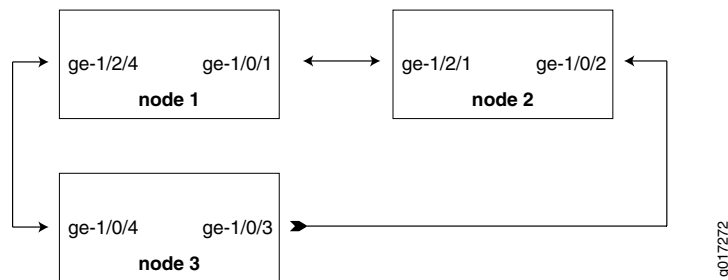 ge-1/2/4 ge-1/0/1
node 1
ge-1/2/1 ge-1/0/2
node 2
ge-1/0/4 ge-1/0/3
node 3
g017272